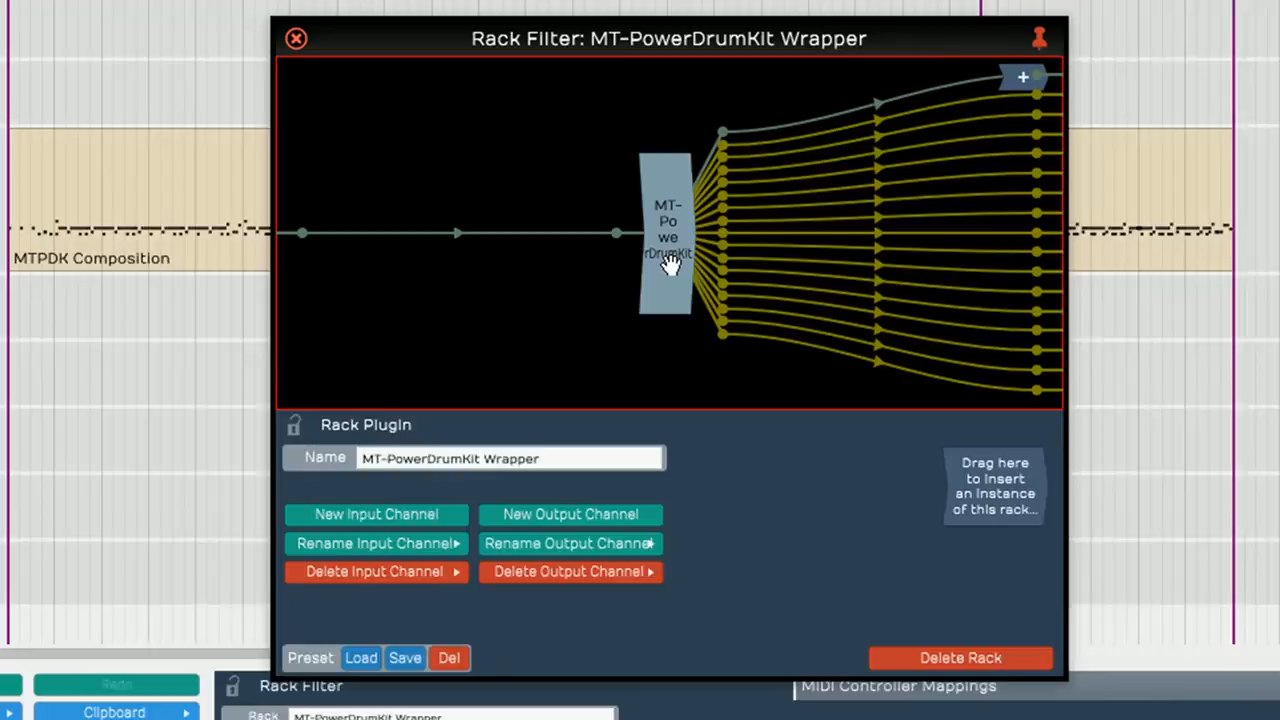 Rack Filter: MT-PowerDrumKit Wrapper
+
MT-
Po
we
rDrumKit
MTPDK Composition
Rack Plugin
Name
MT-PowerDrumKit Wrapper
Drag here
to Insert
an Instance
of this rack...
New Input Channel
New Output Channel
Rename Input Channel
Rename Output Channel
Delete Input Channel
Delete Output Channel
Preset
Load
Save
Del
Delete Rack
Redo
Rack Filter
MIDI Controller Mappings
Clipboard
Rack
MT-PowerDrumKit Wrapper